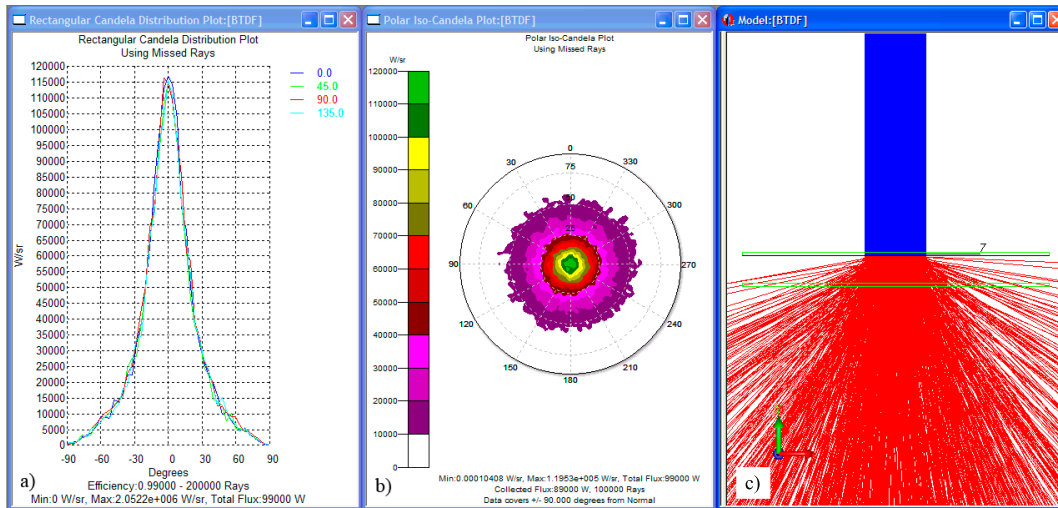 Rectangular Candela Distribution Plot:[BTDF]
Rectangular Candela Distribution Plot
Using Missed Rays
120000
115000
110000
105000
100000
95000
90000
85000
80000
75000
70000
65000
60000
55000
50000
45000
40000
35000
30000
25000
20000
15000
10000
5000
0
W/sr
0.0
45.0
90.0
135.0
-90 -60 -30 0 30 60 90
Degrees
a)
Efficiency:0.99000 - 200000 Rays
Min:0 W/sr, Max:2.0522e+006 W/sr, Total Flux:99000 W
Polar Iso-Candela Plot:[BTDF]
Polar Iso-Candela Plot
Using Missed Rays
W/sr
120000
100000
90000
80000
70000
60000
50000
40000
30000
20000
10000
0
0
30
330
75
60
300
25
90
270
120
240
150
210
180
b)
Min:0.00010408 W/sr, Max:1.1953e+005 W/sr, Total Flux:99000 W
Collected Flux:89000 W, 100000 Rays
Data covers +/- 90.000 degrees from Normal
Model:[BTDF]
7
c)